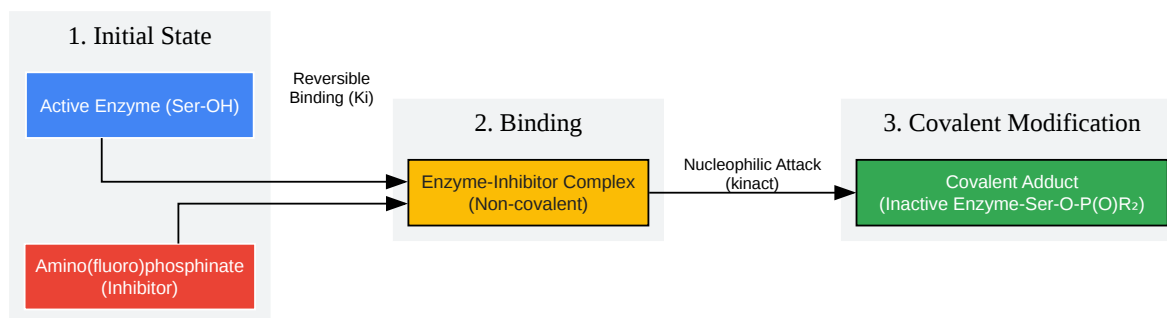 1. Initial State
Active Enzyme (Ser-OH)
Amino(fluoro)phosphinate
(Inhibitor)
Reversible
Binding (Ki)
2. Binding
Enzyme-Inhibitor Complex
(Non-covalent)
Nucleophilic Attack
(kinact)
3. Covalent Modification
Covalent Adduct
(Inactive Enzyme-Ser-O-P(O)R₂)